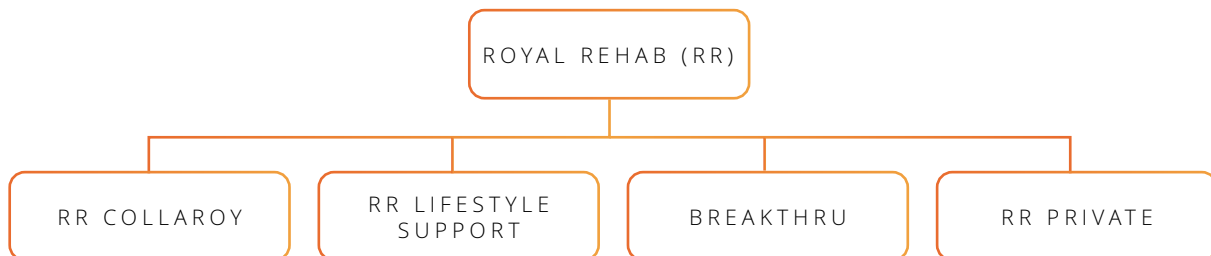 ROYAL REHAB (RR)
RR COLLAROY
RR LIFESTYLE
SUPPORT
BREAKTHRU
RR PRIVATE